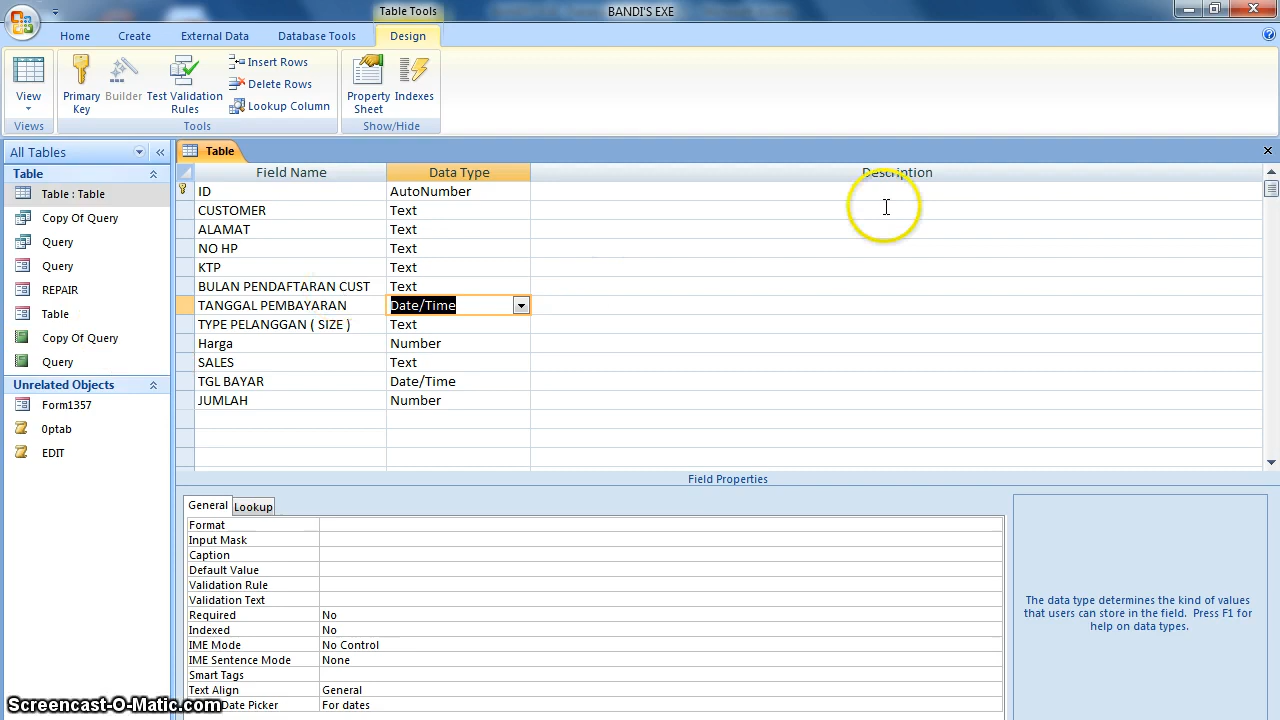 Table Tools
BANDI'S EXE
Home
Create
External Data
Database Tools
Design
View
Primary Key
Builder
Test Validation Rules
Insert Rows
Delete Rows
Lookup Column
Property Sheet
Indexes
Views
Tools
Show/Hide
All Tables
Table
Table : Table
Copy Of Query
Query
Query
REPAIR
Table
Copy Of Query
Query
Unrelated Objects
Form1357
0ptab
EDIT
Table
Field Name Data Type Description
ID AutoNumber
CUSTOMER Text
ALAMAT Text
NO HP Text
KTP Text
BULAN PENDAFTARAN CUST Text
TANGGAL PEMBAYARAN Date/Time
TYPE PELANGGAN ( SIZE ) Text
Harga Number
SALES Text
TGL BAYAR Date/Time
JUMLAH Number
Field Properties
General Lookup
Format
Input Mask
Caption
Default Value
Validation Rule
Validation Text
Required No
Indexed No
IME Mode No Control
IME Sentence Mode None
Smart Tags
Text Align General
Date Picker For dates
The data type determines the kind of values
that users can store in the field. Press F1 for
help on data types.
Screencast-O-Matic.com